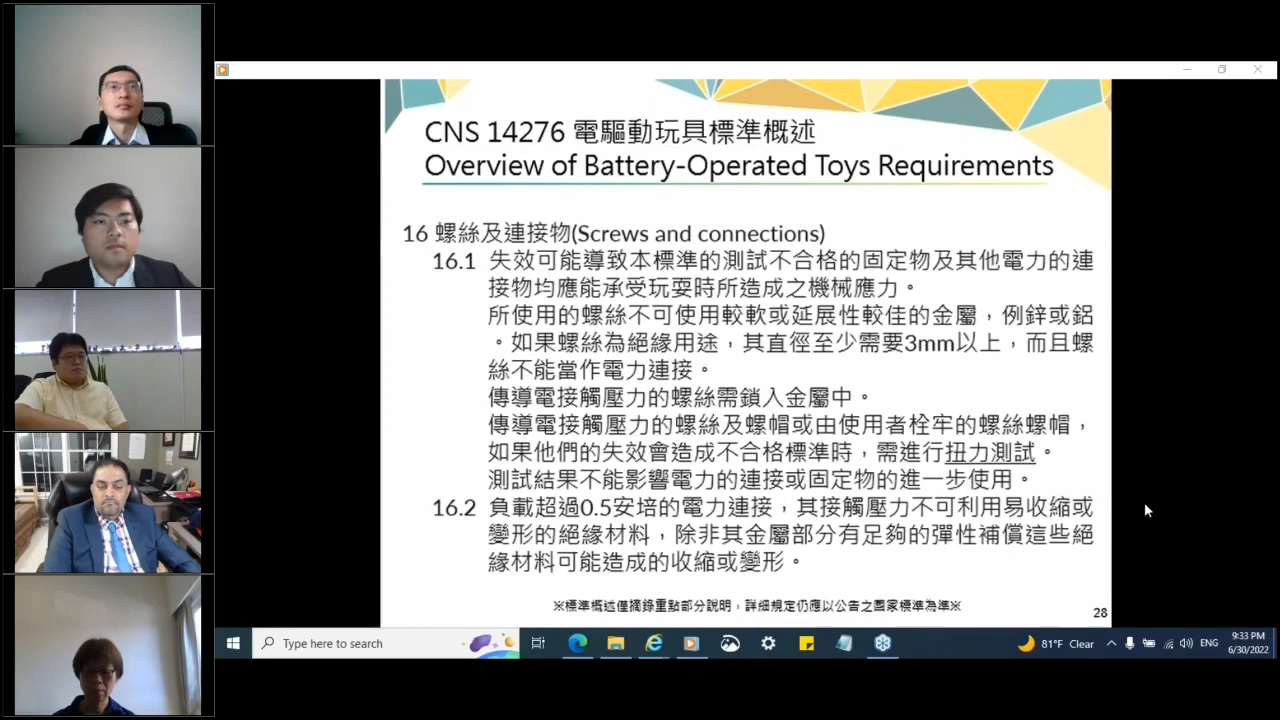 CNS 14276 電驅動玩具標準概述
Overview of Battery-Operated Toys Requirements
16 螺絲及連接物(Screws and connections)
16.1 失效可能導致本標準的測試不合格的固定物及其他電力的連
接物均應能承受玩耍時所造成之機械應力。
所使用的螺絲不可使用較軟或延展性較佳的金屬，例鋅或鋁
。如果螺絲為絕緣用途，其直徑至少需要3mm以上，而且螺
絲不能當作電力連接。
傳導電接觸壓力的螺絲需鎖入金屬中。
傳導電接觸壓力的螺絲及螺帽或由使用者栓牢的螺絲螺帽，
如果他們的失效會造成不合格標準時，需進行扭力測試。
測試結果不能影響電力的連接或固定物的進一步使用。
16.2 負載超過0.5安培的電力連接，其接觸壓力不可利用易收縮或
變形的絕緣材料，除非其金屬部分有足夠的彈性補償這些絕
緣材料可能造成的收縮或變形。
※標準概述僅摘錄重點部分說明，詳細規定仍應以公告之國家標準為準※
28
Type here to search
81°F Clear
ENG
9:33 PM
6/30/2022